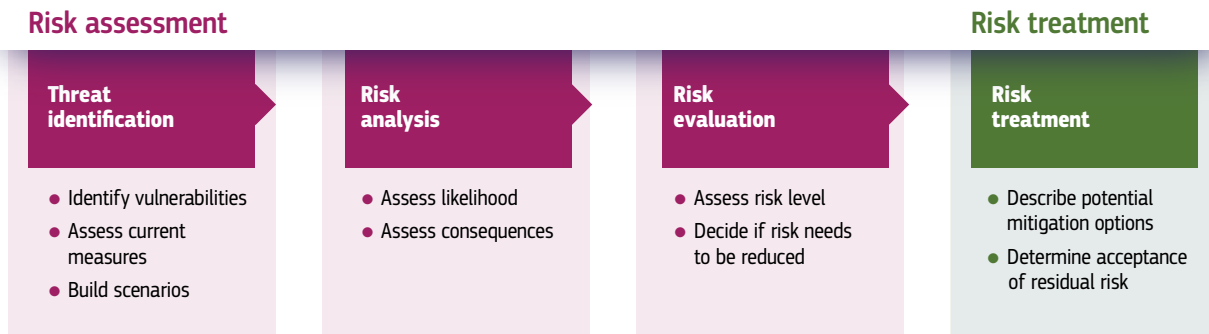 Risk assessment
Risk treatment
Threat
identification
● Identify vulnerabilities
● Assess current
measures
● Build scenarios
Risk
analysis
● Assess likelihood
● Assess consequences
Risk
evaluation
● Assess risk level
● Decide if risk needs
to be reduced
Risk
treatment
● Describe potential
mitigation options
● Determine acceptance
of residual risk